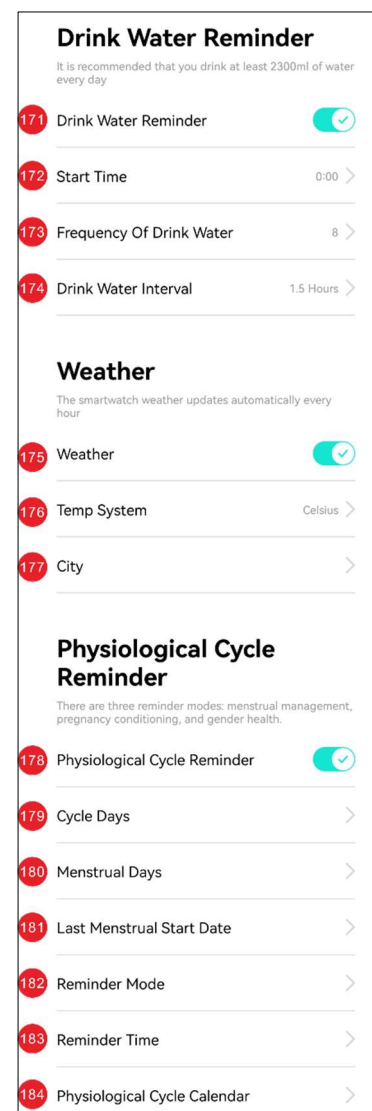 Drink Water Reminder
It is recommended that you drink at least 2300ml of water
every day
171 Drink Water Reminder
172 Start Time 0:00
173 Frequency Of Drink Water 8
174 Drink Water Interval 1.5 Hours
Weather
The smartwatch weather updates automatically every
hour
175 Weather
176 Temp System Celsius
177 City
Physiological Cycle
Reminder
There are three reminder modes: menstrual management,
pregnancy conditioning, and gender health.
178 Physiological Cycle Reminder
179 Cycle Days
180 Menstrual Days
181 Last Menstrual Start Date
182 Reminder Mode
183 Reminder Time
184 Physiological Cycle Calendar